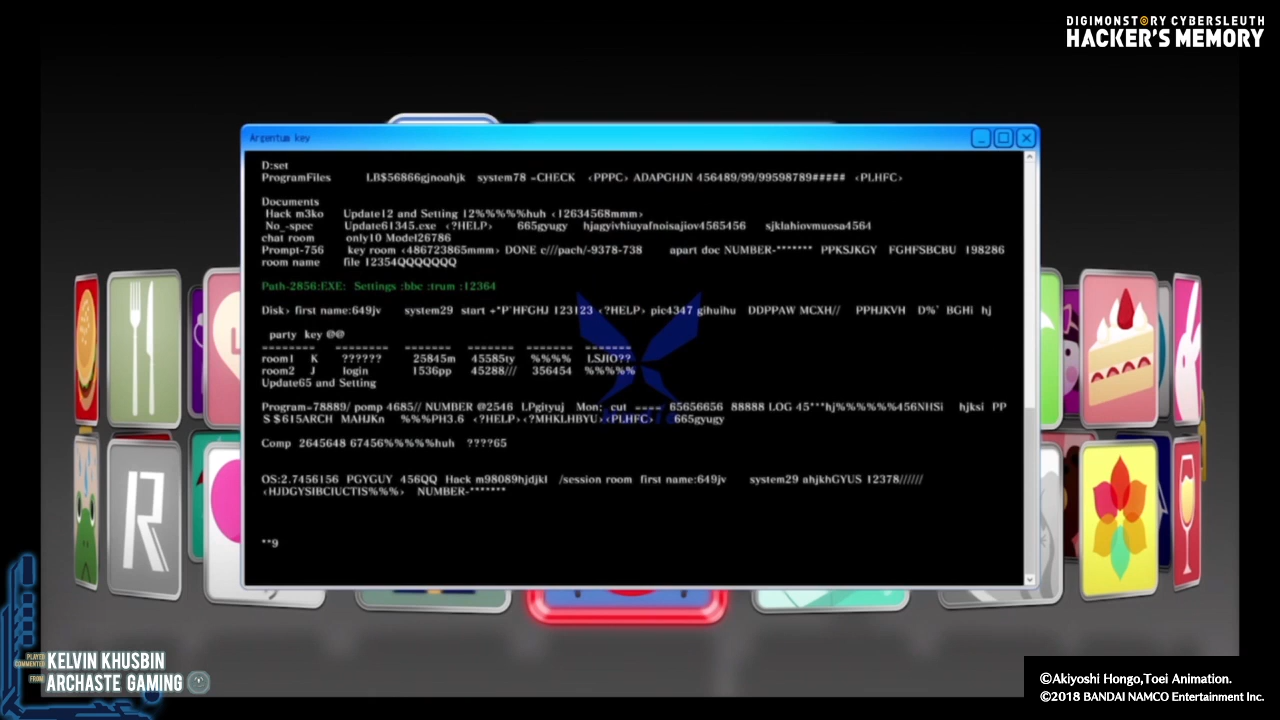 DIGIMONSTORY CYBERSLEUTH
HACKER'S MEMORY
Argentum key
D:set
ProgramFiles LB$56866gjnoahjk system78 =CHECK <PPPC> ADAPGHJN 456489/99/99598789##### <PLHFC>
Documents
Hack m3ko Update12 and Setting 12%%%%huh <12634568mmm>
No_-spec Update61345.exe <?HELP> 665gyugy hjagyivhiuyafnoisajiov4565456 sjklahiovmuosa4564
chat room only10 Model26786
Prompt-756 key room <486723865mmm> DONE c///pach/-9378-738 apart doc NUMBER-******* PPKSJKGY FGHFSBCBU 198286
room name file 12354QQQQQQQ
Path-2856:EXE: Settings :bbc :trum :12364
Disk> first name:649jv system29 start +"P'HFGHJ 123123 <?HELP> pic4347 gihuihu DDPPAW MCXH// PPHJKVH D%" BGHi hj
party key @@
======== ======== ======= ======= ======= =======
room1 K ?????? 25845m 45585ty %%%% LSJIO??
room2 J login 1536pp 45288/// 356454 %%%%%
Update65 and Setting
Program=78889/ pomp 4685// NUMBER @2546 LPgityuj Mon: cut ==== 65656656 88888 LOG 45***hj%%%%%%456NHSi hjksi PP
S $615ARCH MAHJKn %%%PH3.6 <?HELP><?MHKLHBYU><PLHFC> 665gyugy
Comp 2645648 67456%%%%%huh ????65
OS:2.7456156 PGYGUY 456QQ Hack m98089hjdjkl /session room first name:649jv system29 ahjkhGYUS 12378//////
<HJDGYSIBCIUCTIS%%%> NUMBER-*******
**9
R
PLAYED
COMMENTED
KELVIN KHUSBIN
FROM
ARCHASTE GAMING
©Akiyoshi Hongo,Toei Animation.
©2018 BANDAI NAMCO Entertainment Inc.